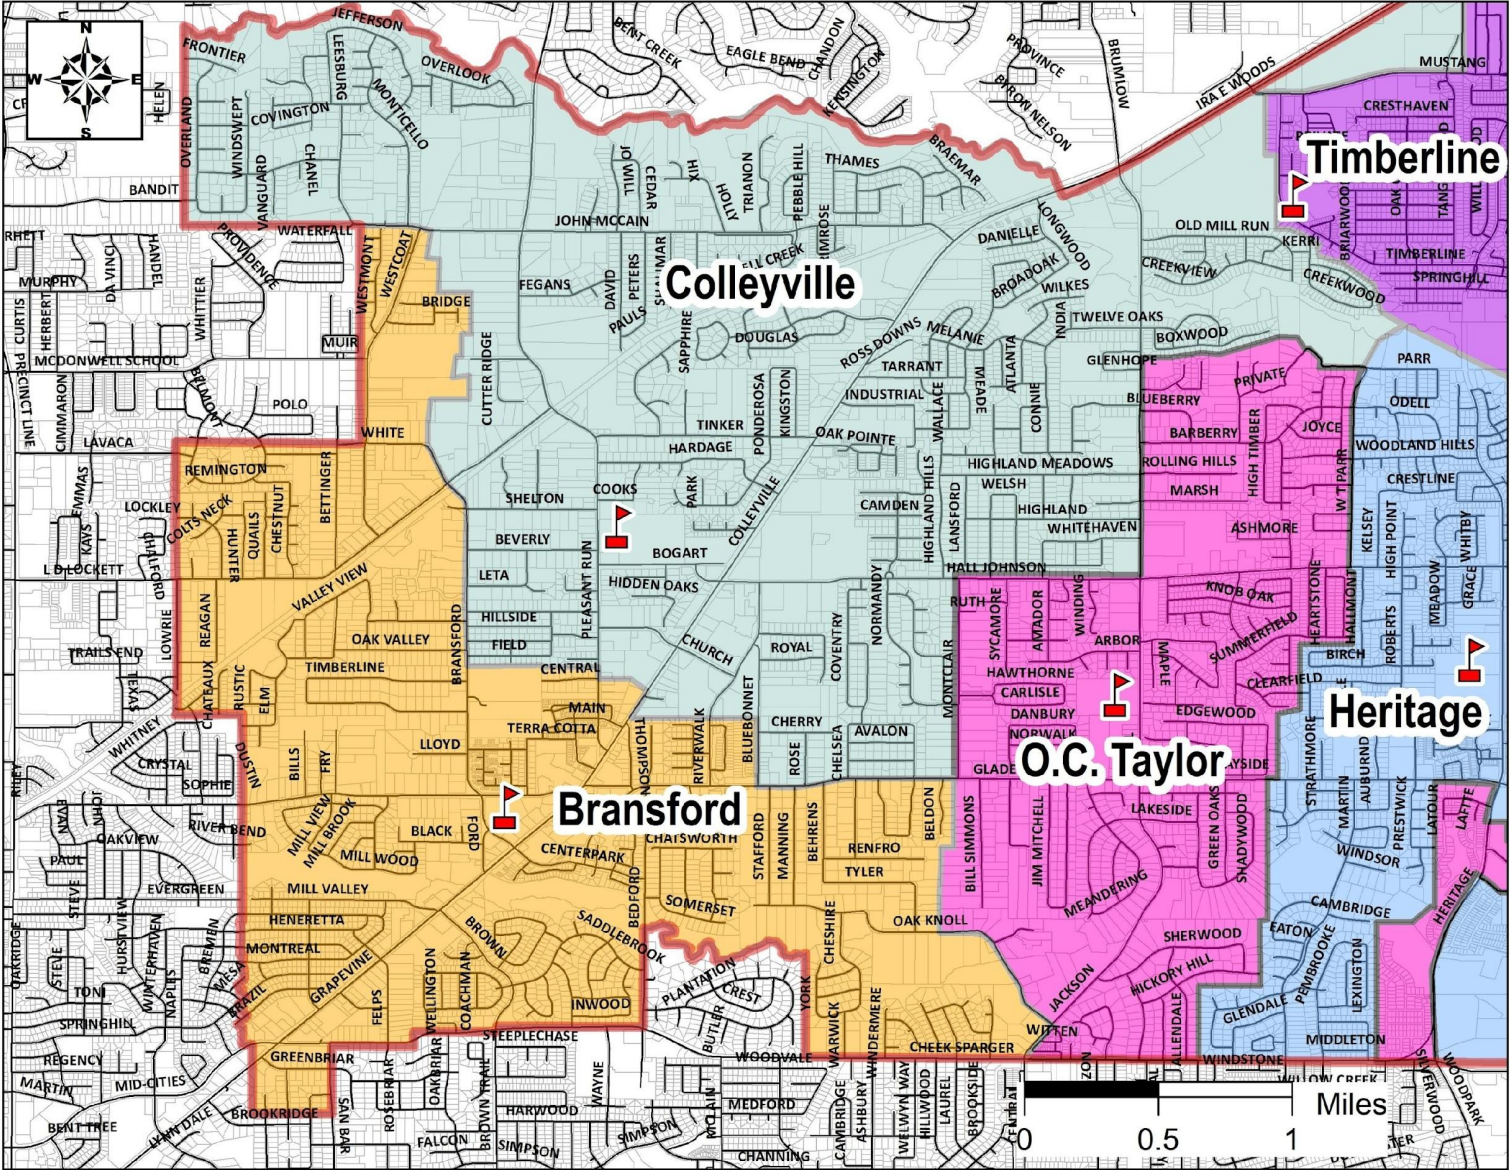 JEFFERSON
N
W
E
S
FRONTIER
LEESBURG
OVERLOOK
BENT CREEK
EAGLE BEND
CHANDON
KENSINGTON
PROVINCE
BYRON NELSON
BRUMLOW
IRA E WOODS
MUSTANG
HELEN
OVERLAND
WINDSWEPT
COVINGTON
MONTICELLO
VANGUARD
CHANEL
BANDIT
CRESTHAVEN
Timberline
JO WILL
CEDAR
HIX
HOLLY
TRIANON
PEBBLE HILL
THAMES
BRAEMAR
JOHN MCCAIN
OLD MILL RUN
KERRI
BRIARWOOD
TIMBERLINE
SPRINGHILL
RHETT
DA VINCI
HANDEL
PROVIDENCE
WATERFALL
WESTMONT
WESTCOAT
MURPHY
WHITTIER
BRIDGE
FEGANS
DAVID
PETERS
Colleyville
DANIELLE
LONGWOOD
BROADOAK
WILKES
CREEKVIEW
CREEKWOOD
CURTIS
HERBERT
MUIR
PAULS
SAPPHIRE
DOUGLAS
ROSS DOWNS
MELANIE
INDIA
TWELVE OAKS
BOXWOOD
PRECINCT LINE
MCDONWELL SCHOOL
BELMONT
CUTTER RIDGE
TARRANT
ATLANTA
GLENHOPE
PARR
CIMMARON
POLO
PONDEROSA
KINGSTON
INDUSTRIAL
WALLACE
MEADE
CONNIE
BLUEBERRY
PRIVATE
ODELL
LAVACA
WHITE
TINKER
HARDAGE
OAK POINTE
BARBERRY
HIGH TIMBER
JOYCE
WOODLAND HILLS
REMINGTON
BETTINGER
HIGHLAND MEADOWS
ROLLING HILLS
W T PARR
CRESTLINE
EMMAS
LOCKLEY
COLTS NECK
SHELTON
COOKS
PARK
COLLEYVILLE
CAMDEN
HIGHLAND HILLS
LANSFORD
WELSH
MARSH
KAYS
CHALFORD
HUNTER
QUAILS
CHESTNUT
HIGHLAND
WHITEHAVEN
ASHMORE
KELSEY
HIGH POINT
WHITBY
BEVERLY
BOGART
L D LOCKETT
VALLEY VIEW
LETA
PLEASANT RUN
HIDDEN OAKS
NORMANDY
HALL JOHNSON
KNOB OAK
HEARTSTONE
HALLMONT
MEADOW
GRACE
LOWRIE
REAGAN
HILLSIDE
RUTH
SYCAMORE
AMADOR
WINDING
SUMMERFIELD
ROBERTS
TRAILS END
OAK VALLEY
BRANSFORD
FIELD
CHURCH
ROYAL
COVENTRY
ARBOR
MAPLE
BIRCH
TEXAS
CHATEAUX
RUSTIC
ELM
TIMBERLINE
CENTRAL
MONTCLAIR
HAWTHORNE
CARLISLE
CLEARFIELD
WHITNEY
MAIN
TERRA COTTA
BLUEBONNET
CHERRY
DANBURY
NORWALK
EDGEWOOD
Heritage
CRYSTAL
DUSTIN
BILLS
FRY
LLOYD
THOMPSON
RIVERWALK
ROSE
CHELSEA
AVALON
O.C. Taylor
STRATHMORE
AUBURN
RILEY
SOPHIE
EVAN
RIVER BEND
OAKVIEW
MILL VIEW
MILL BROOK
BLACK
Bransford
BELDON
LAKESIDE
MARTIN
PRESTWICK
LATOUR
LAFITE
PAUL
MILL WOOD
CENTERPARK
CHATSWORTH
STAFFORD
MANNING
BEHRENS
RENFRO
TYLER
BILL SIMMONS
JIM MITCHELL
GREEN OAKS
SHADYWOOD
WINDSOR
STEVE
EVERGREEN
MILL VALLEY
BEDFORD
SOMERSET
MEANDERING
HERITAGE
HURSTVIEW
WINTERHAVEN
BREMEN
HENERETTA
BROWN
SADDLEBROOK
CHESHIRE
OAK KNOLL
CAMBRIDGE
OAKRIDGE
STEVE
MONTREAL
SHERWOOD
EATON
PEMBROKE
LEXINGTON
MESA
TONI
NAPLES
BRAZIL
GRAPEVINE
FELPS
WELLINGTON
COACHMAN
INWOOD
PLANTATION
CREST
YORK
JACKSON
HICKORY HILL
GLENDALE
SPRINGHILL
STEEPLECHASE
BUTLER
WARWICK
WINDERMERE
WITTEN
ALLENDALE
MIDDLETON
REGENCY
GREENBRIAR
WOODVALE
CHEEK SPARGER
WINDSTONE
SILVERWOOD
WOODPARK
MARTIN
MID-CITIES
ROSEBRIAR
OAKBRIAR
BROWN TRAIL
WAYNE
WILLOW CREEK
BENT TREE
LYNN DALE
BROOKRIDGE
SAN BAR
HARWOOD
MCLAIN
MEDFORD
CAMBRIDGE
ASHBURY
WELWYN WAY
HILLWOOD
LAUREL
BROOKSIDE
CENTRAL
Miles
FALCON
SIMPSON
SIMPSON
CHANNING
0
0.5
1